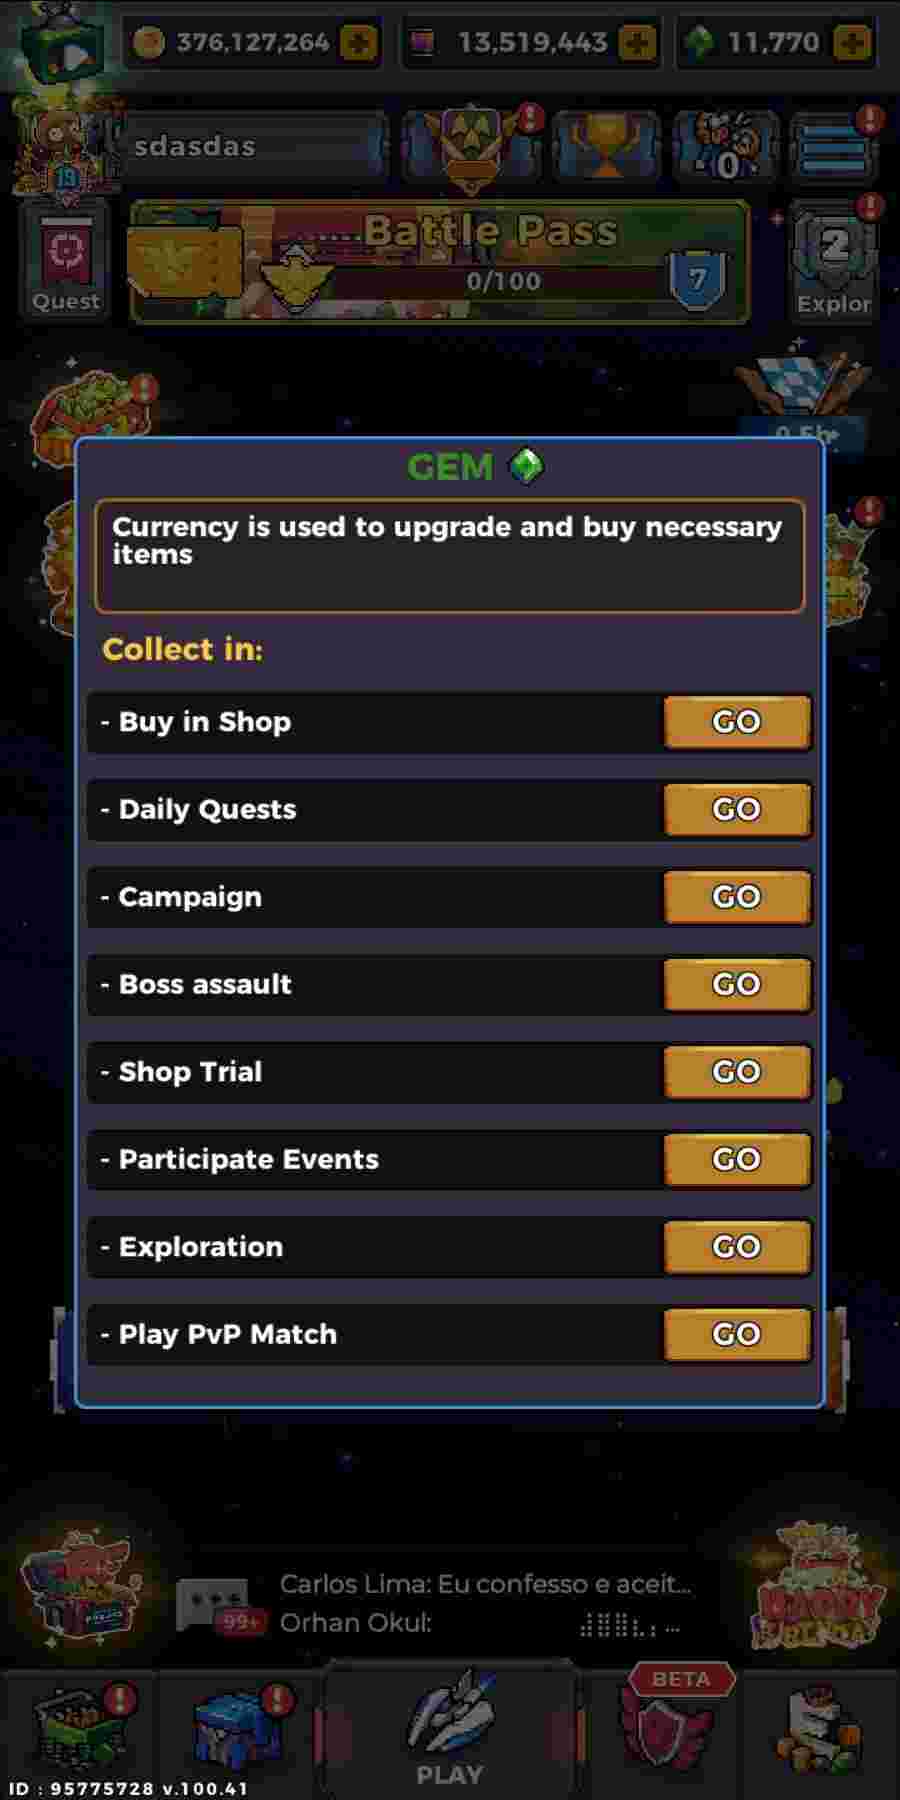 376,127,264
13,519,443
11,770
sdasdas
19
0
Battle Pass
0/100
7
Quest
2
Explor
GEM
Currency is used to upgrade and buy necessary
items
Collect in:
- Buy in Shop GO
- Daily Quests GO
- Campaign GO
- Boss assault GO
- Shop Trial GO
- Participate Events GO
- Exploration GO
- Play PvP Match GO
Carlos Lima: Eu confesso e aceit...
99+
Orhan Okul:
BETA
PLAY
ID : 95775728 v.100.41